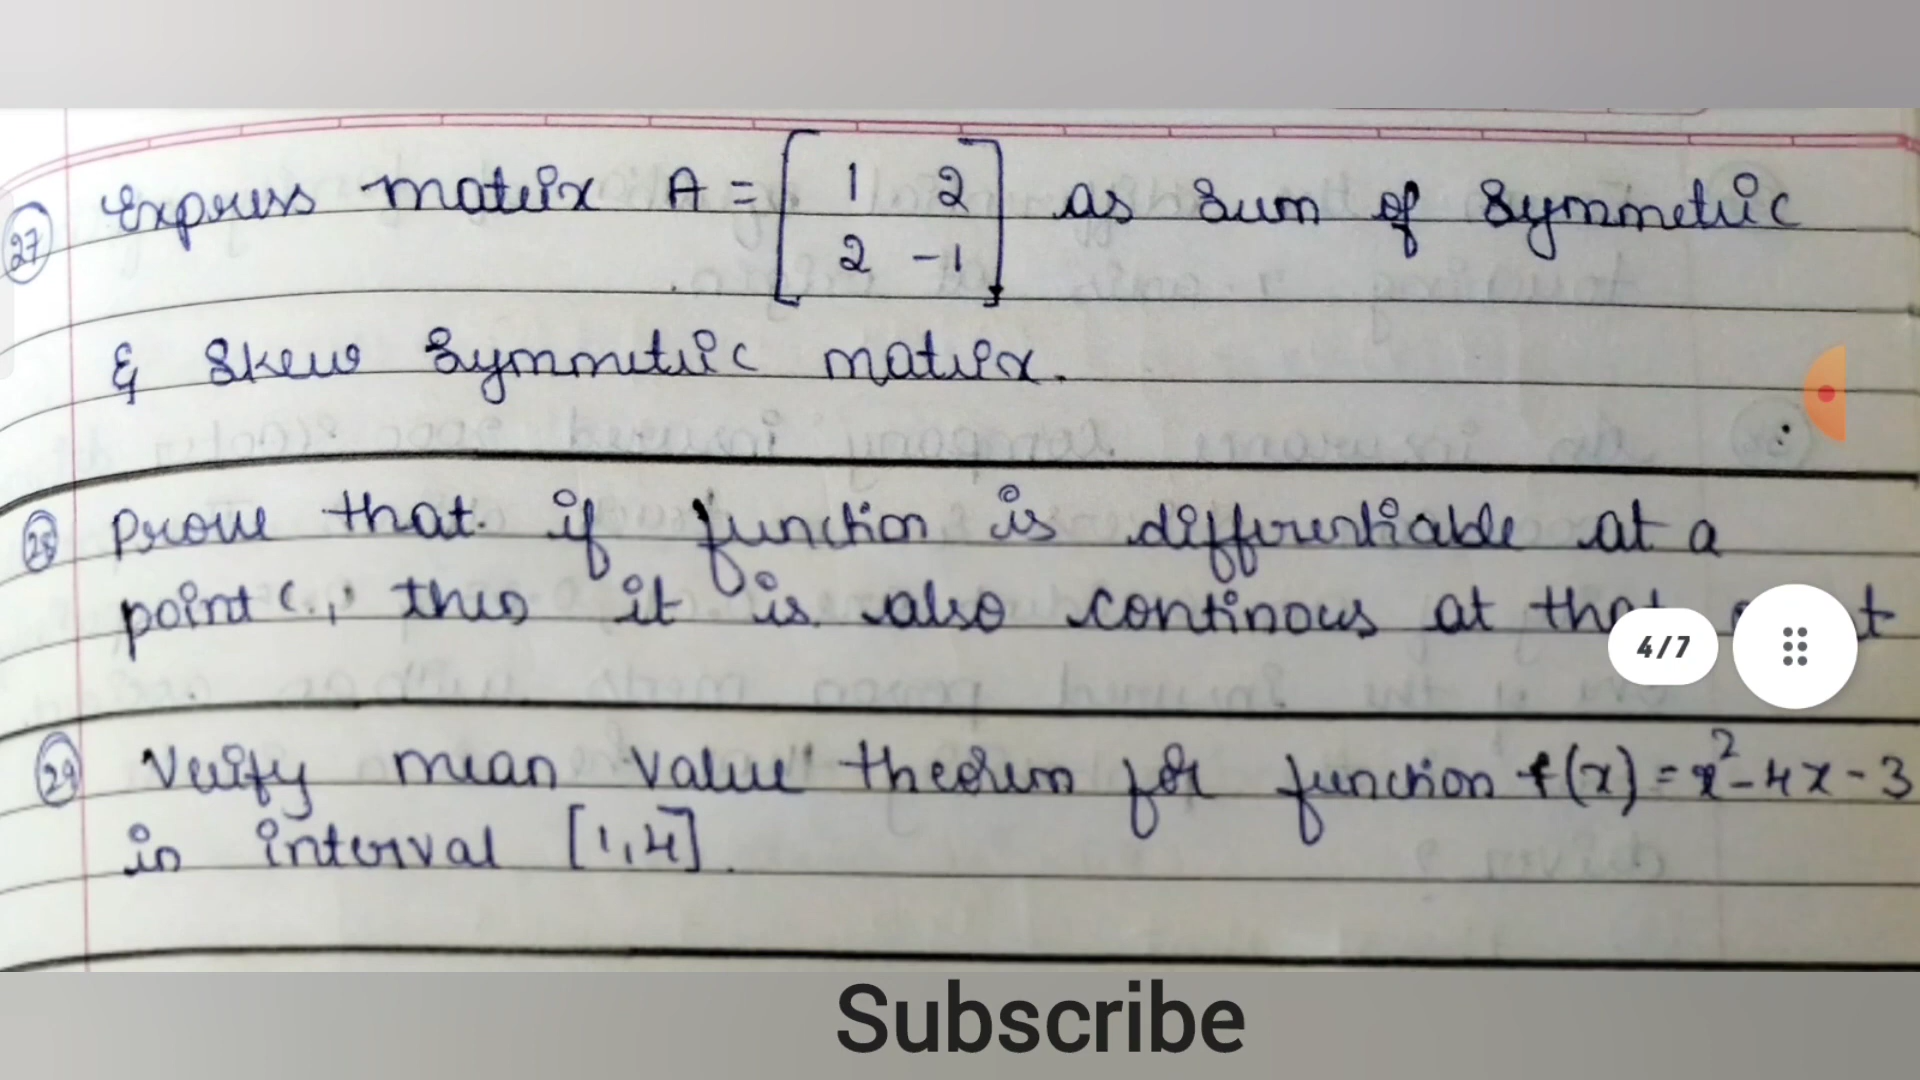 27 Express matrix A = [ 1 2
2 -1 ] as sum of symmetric
& skew symmetric matrix.
28 Prove that if function is differentiable at a
point c, then it is also continous at that
4/7
29 Verify mean value theorem for function f(x) = x² - 4x - 3
in interval [1,4].
Subscribe